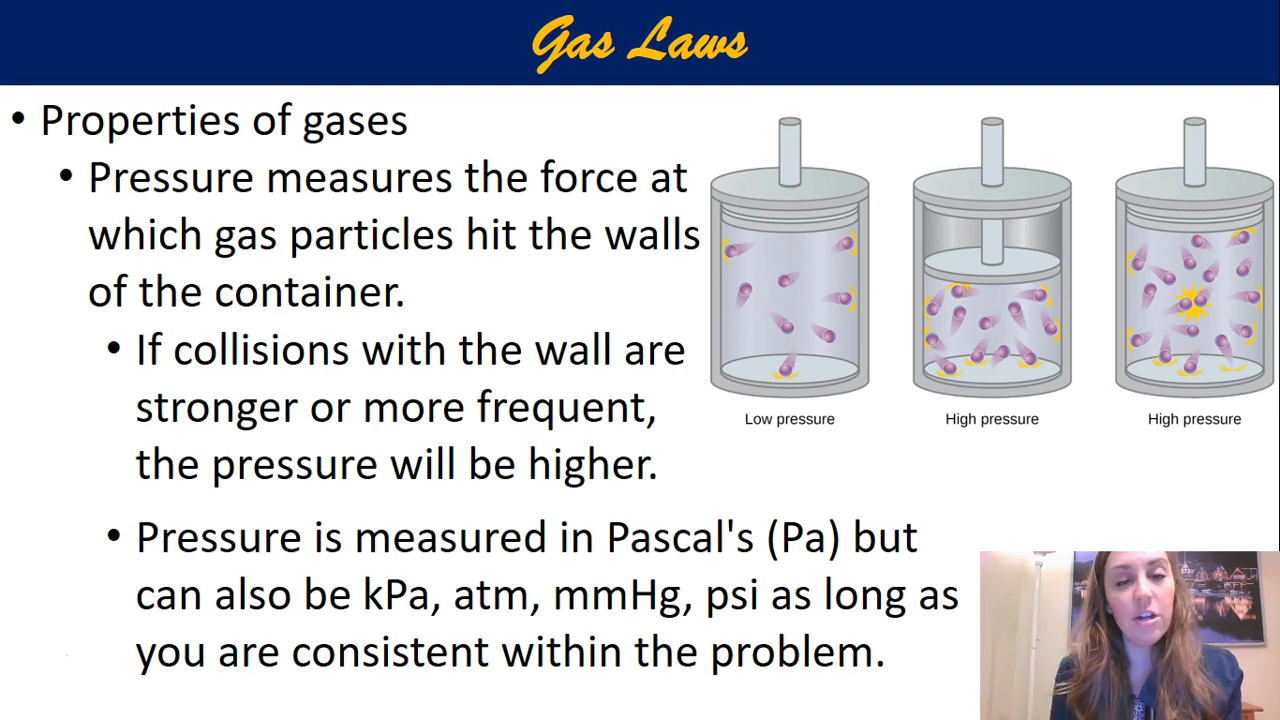 Gas Laws
• Properties of gases
• Pressure measures the force at
which gas particles hit the walls
of the container.
• If collisions with the wall are
stronger or more frequent,
the pressure will be higher.
• Pressure is measured in Pascal's (Pa) but
can also be kPa, atm, mmHg, psi as long as
you are consistent within the problem.
Low pressure
High pressure
High pressure